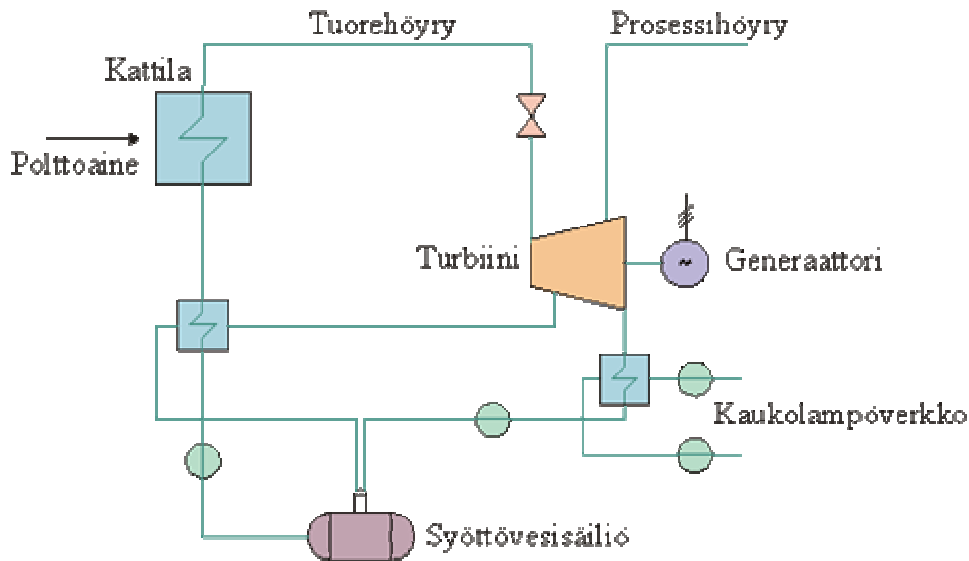 Tuorehöyry
Prosessihöyry
Kattila
Polttoaine
Turbiini
~
Generaattori
Kaukolampöverkko
Syöttövesisäiliö